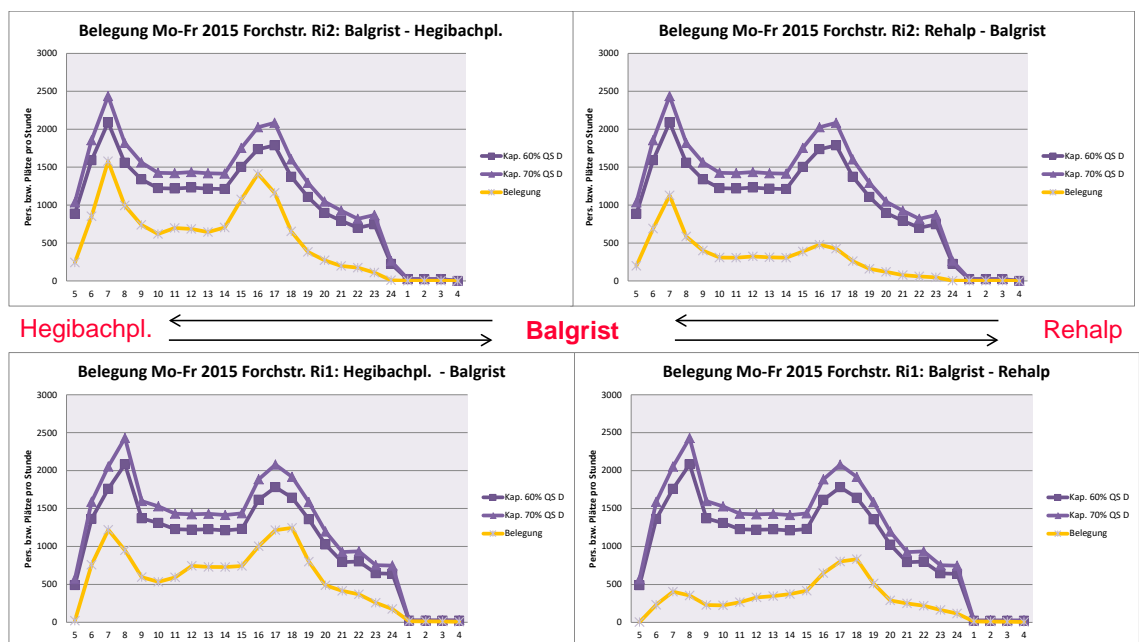 Belegung Mo-Fr 2015 Forchstr. Ri2: Balgrist - Hegibachpl.
Pers. bzw. Plätze pro Stunde
3000
2500
2000
1500
1000
500
0
5 6 7 8 9 10 11 12 13 14 15 16 17 18 19 20 21 22 23 24 1 2 3 4
Kap. 60% QS D
Kap. 70% QS D
Belegung
Belegung Mo-Fr 2015 Forchstr. Ri2: Rehalp - Balgrist
3000
2500
2000
1500
1000
500
0
5 6 7 8 9 10 11 12 13 14 15 16 17 18 19 20 21 22 23 24 1 2 3 4
Kap. 60% QS D
Kap. 70% QS D
Belegung
Hegibachpl. Balgrist Rehalp
Belegung Mo-Fr 2015 Forchstr. Ri1: Hegibachpl. - Balgrist
Pers. bzw. Plätze pro Stunde
3000
2500
2000
1500
1000
500
0
5 6 7 8 9 10 11 12 13 14 15 16 17 18 19 20 21 22 23 24 1 2 3 4
Kap. 60% QS D
Kap. 70% QS D
Belegung
Belegung Mo-Fr 2015 Forchstr. Ri1: Balgrist - Rehalp
Pers. bzw. Plätze pro Stunde
3000
2500
2000
1500
1000
500
0
5 6 7 8 9 10 11 12 13 14 15 16 17 18 19 20 21 22 23 24 1 2 3 4
Kap. 60% QS D
Kap. 70% QS D
Belegung